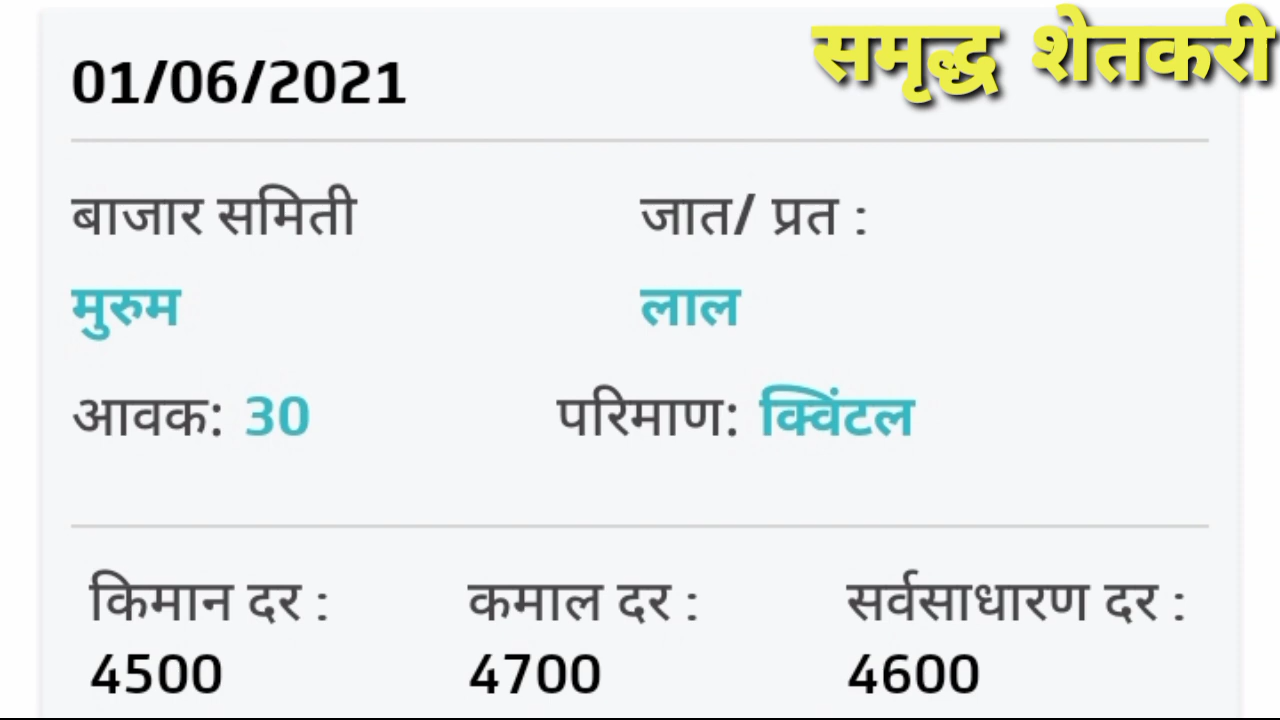 समृद्ध शेतकरी
01/06/2021
बाजार समिती जात/ प्रत :
मुरुम लाल
आवक: 30 परिमाण: क्विंटल
किमान दर : कमाल दर : सर्वसाधारण दर :
4500 4700 4600